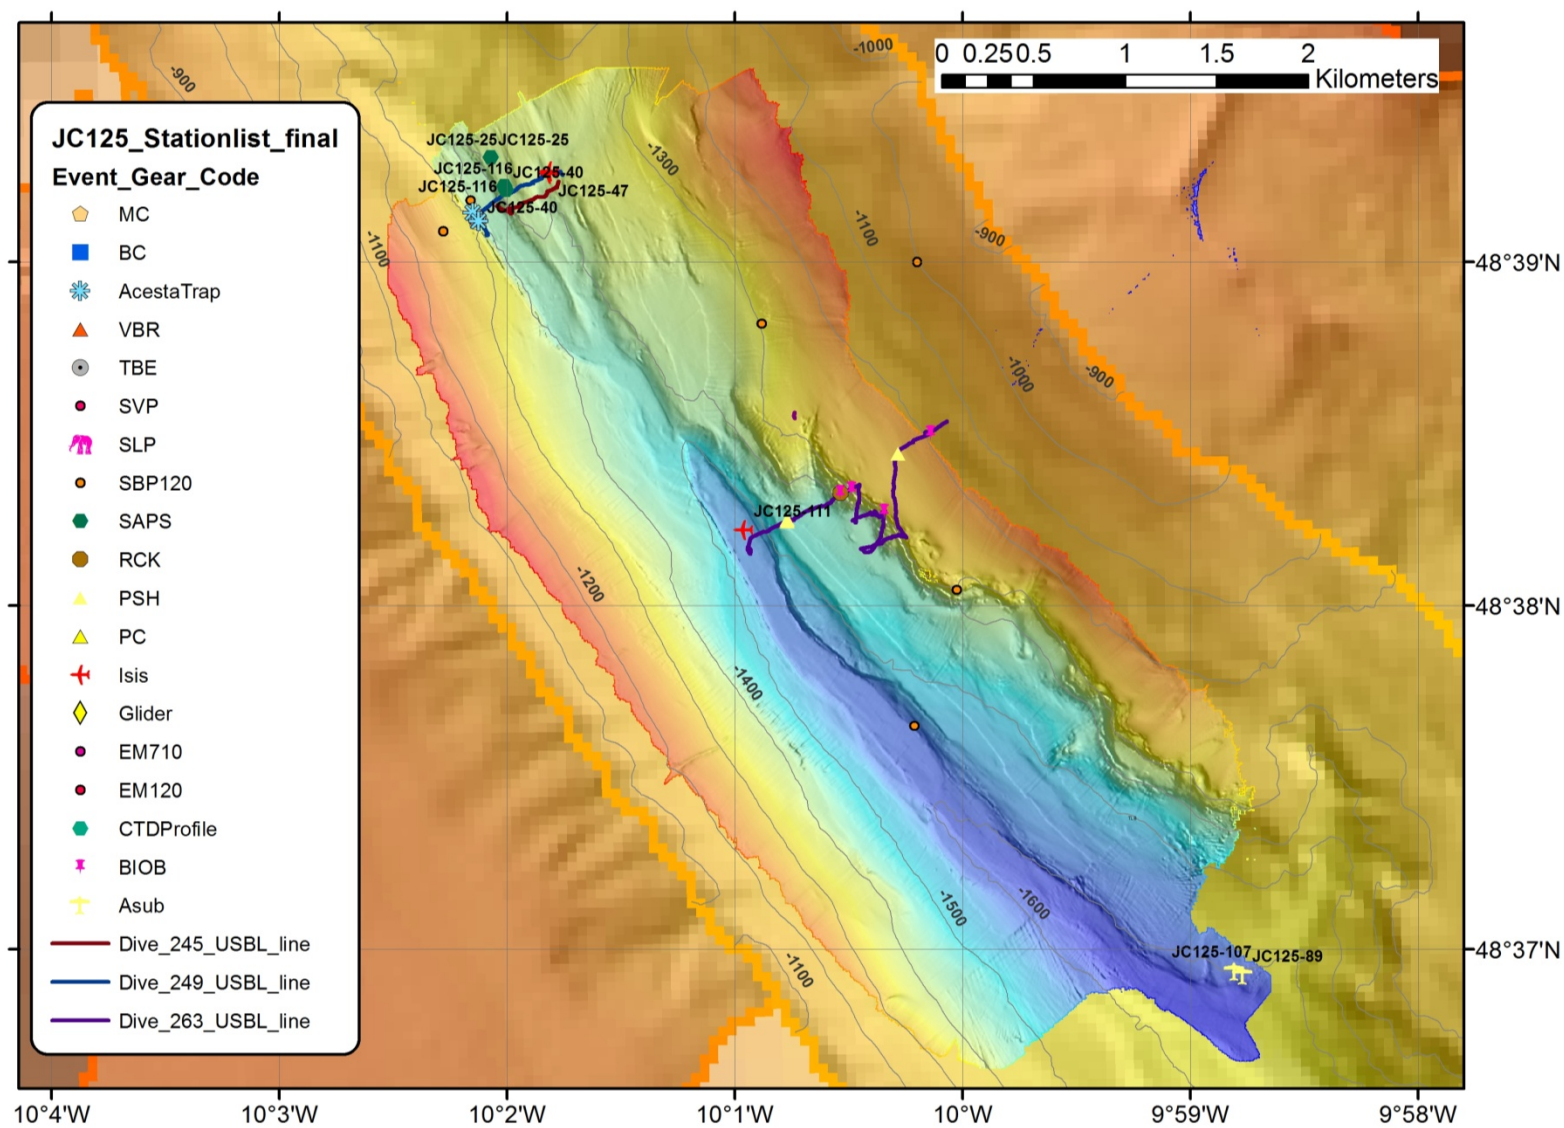 0 0.25 0.5 1 1.5 2
Kilometers
JC125_Stationlist_final
Event_Gear_Code
MC
BC
AcestaTrap
VBR
TBE
SVP
SLP
SBP120
SAPS
RCK
PSH
PC
Isis
Glider
EM710
EM120
CTDProfile
BIOB
Asub
Dive_245_USBL_line
Dive_249_USBL_line
Dive_263_USBL_line
-900
-1000
JC125-25 JC125-25
-1300
JC125-116 JC125-40
JC125-116
JC125-47
JC125-40
-1100
-1100
-900
48°39'N
-1000
-900
JC125-111
-1200
48°38'N
-1400
-1500
-1600
48°37'N
JC125-107 JC125-89
-1100
10°4'W 10°3'W 10°2'W 10°1'W 10°W 9°59'W 9°58'W